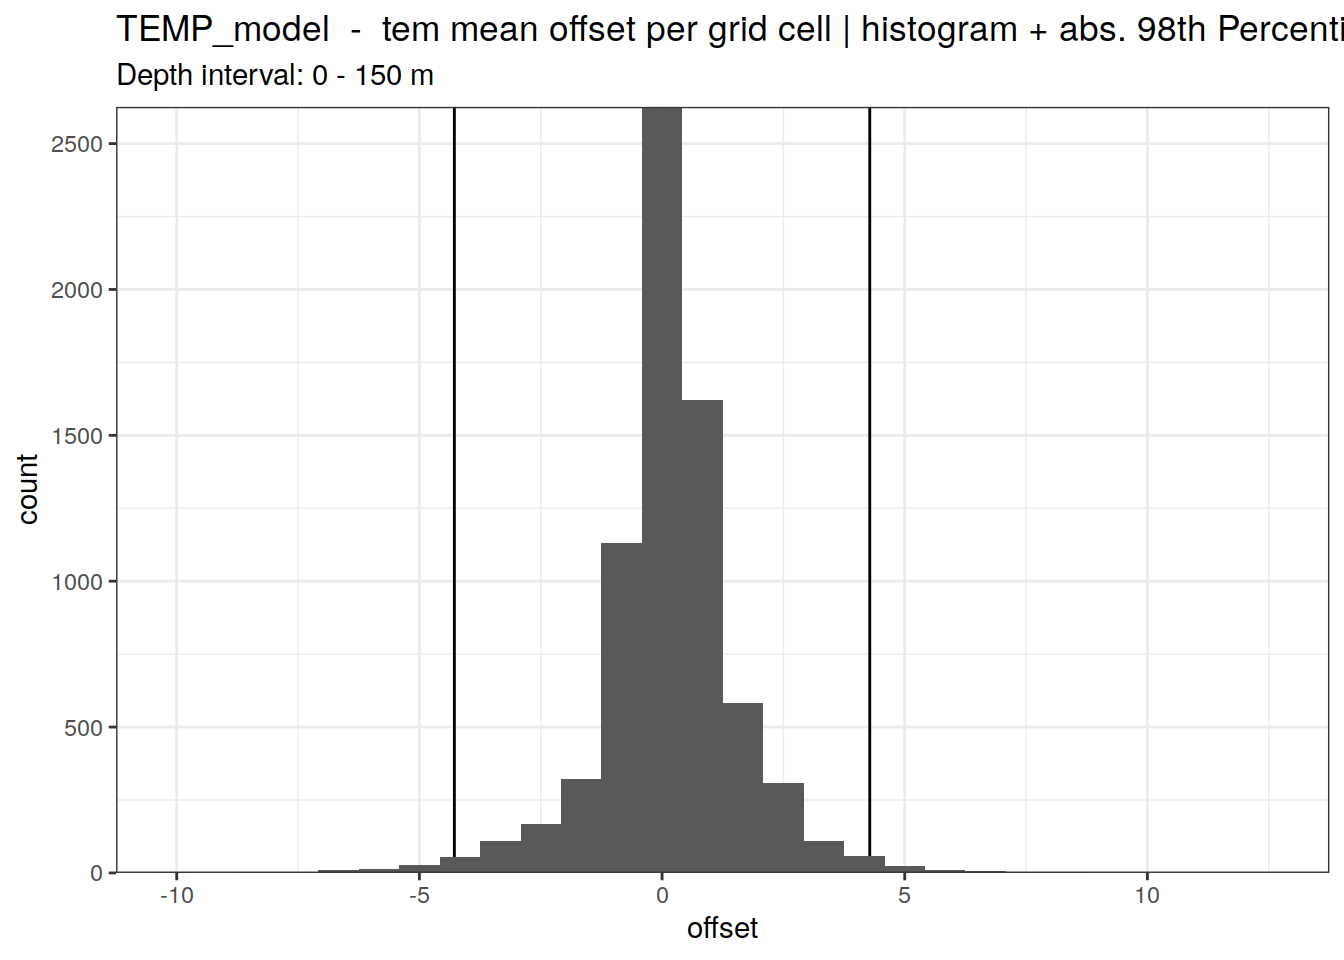 TEMP_model - tem mean offset per grid cell | histogram + abs. 98th Percenti
Depth interval: 0 - 150 m
2500
2000
1500
1000
500
0
count
-10 -5 0 5 10
offset